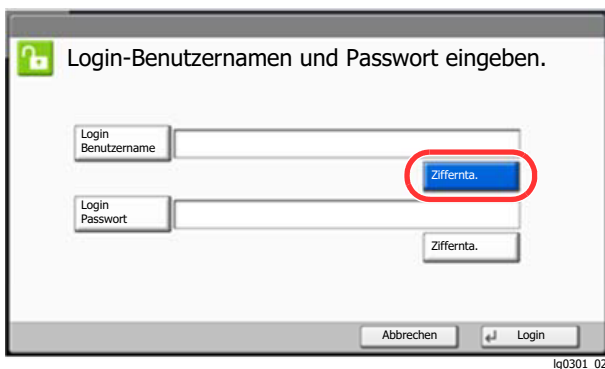 Login-Benutzernamen und Passwort eingeben.
Login
Benutzername
Ziffernta.
Login
Passwort
Ziffernta.
Abbrechen
Login
lg0301_02